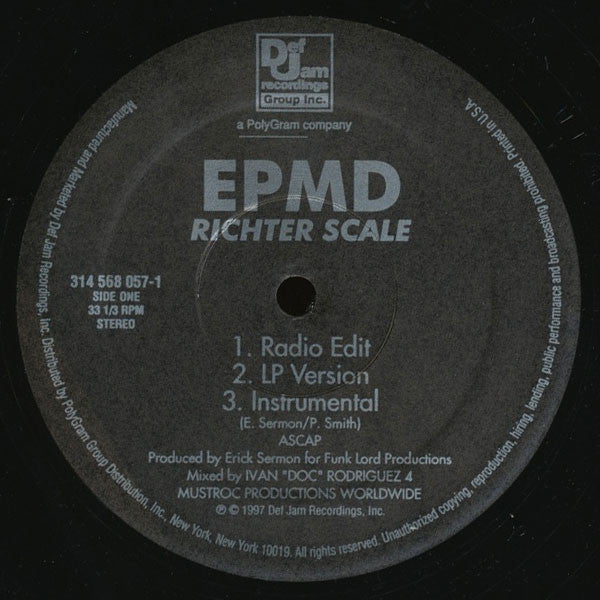 Def Jam
recordings
Group Inc.
a PolyGram company
EPMD
RICHTER SCALE
314 568 057-1
SIDE ONE
33 1/3 RPM
STEREO
1. Radio Edit
2. LP Version
3. Instrumental
(E. Sermon/P. Smith)
ASCAP
Produced by Erick Sermon for Funk Lord Productions
Mixed by IVAN "DOC" RODRIGUEZ 4
MUSTROC PRODUCTIONS WORLDWIDE
℗ © 1997 Def Jam Recordings, Inc.
Manufactured and Marketed by Def Jam Recordings, Inc. Distributed by PolyGram Group Distribution, Inc., New York, New York 10019. All rights reserved. Unauthorized copying, reproduction, hiring, lending, public performance and broadcasting prohibited. Printed in U.S.A.